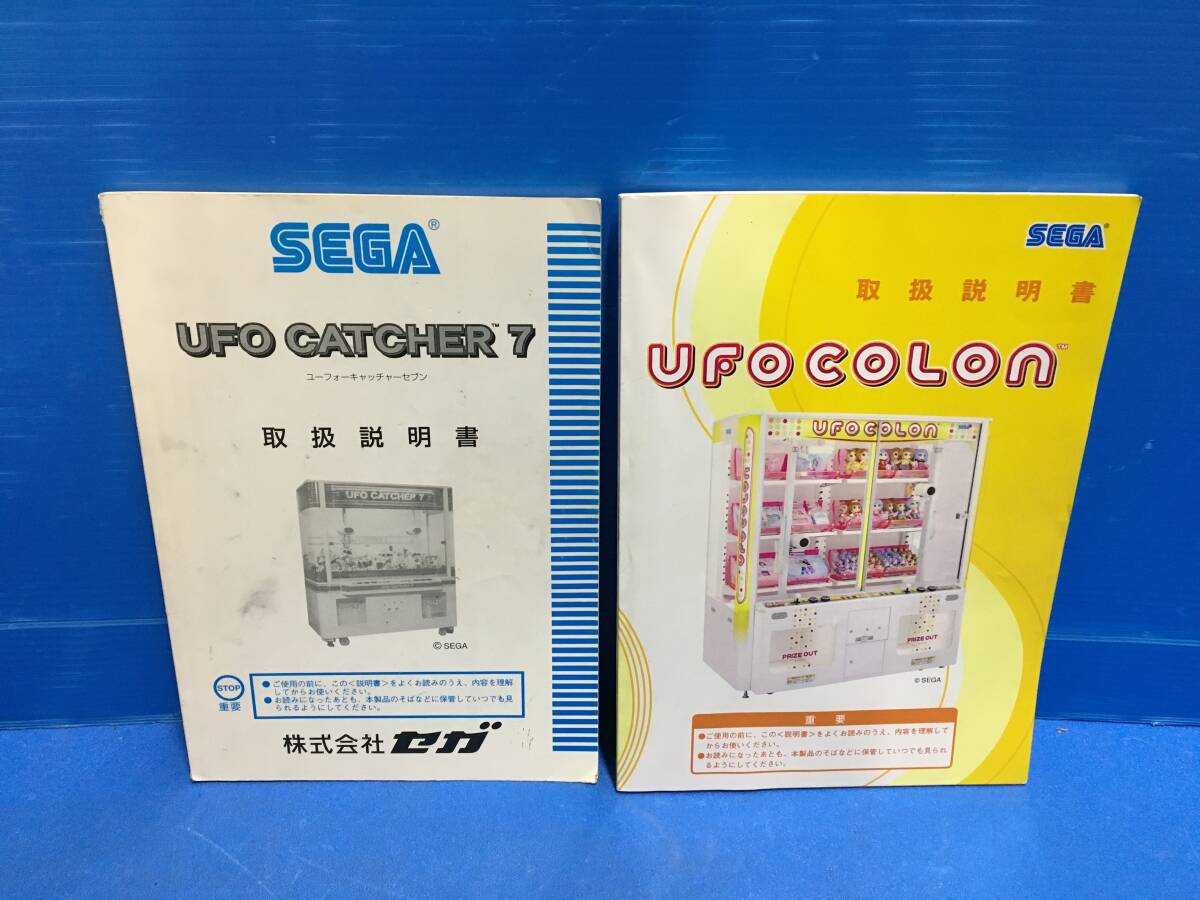 SEGA®
UFO CATCHER™ 7
ユーフォーキャッチャーセブン
取扱説明書
UFO CATCHER 7
© SEGA
STOP
重要
●ご使用の前に、この<説明書>をよくお読みのうえ、内容を理解
してからお使いください。
●お読みになったあとも、本製品のそばなどに保管していつでも見
られるようにしてください。
株式会社 セガ
SEGA®
取扱説明書
UFO COLON™
UFO COLON
UFO COLON
PRIZE OUT
PRIZE OUT
© SEGA
重要
●ご使用の前に、この<説明書>をよくお読みのうえ、内容を理解して
からお使いください。
●お読みになったあとも、本製品のそばなどに保管していつでも見られ
るようにしてください。